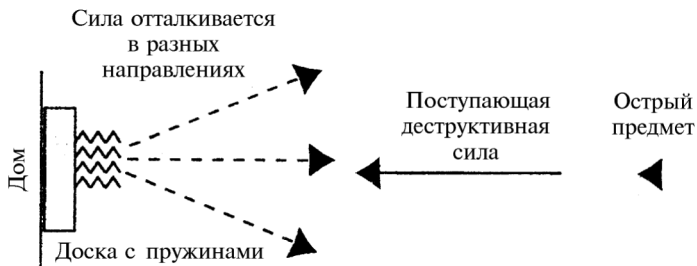 Сила отталкивается
в разных
направлениях
Поступающая
деструктивная
сила
Острый
предмет
Дом
Доска с пружинами